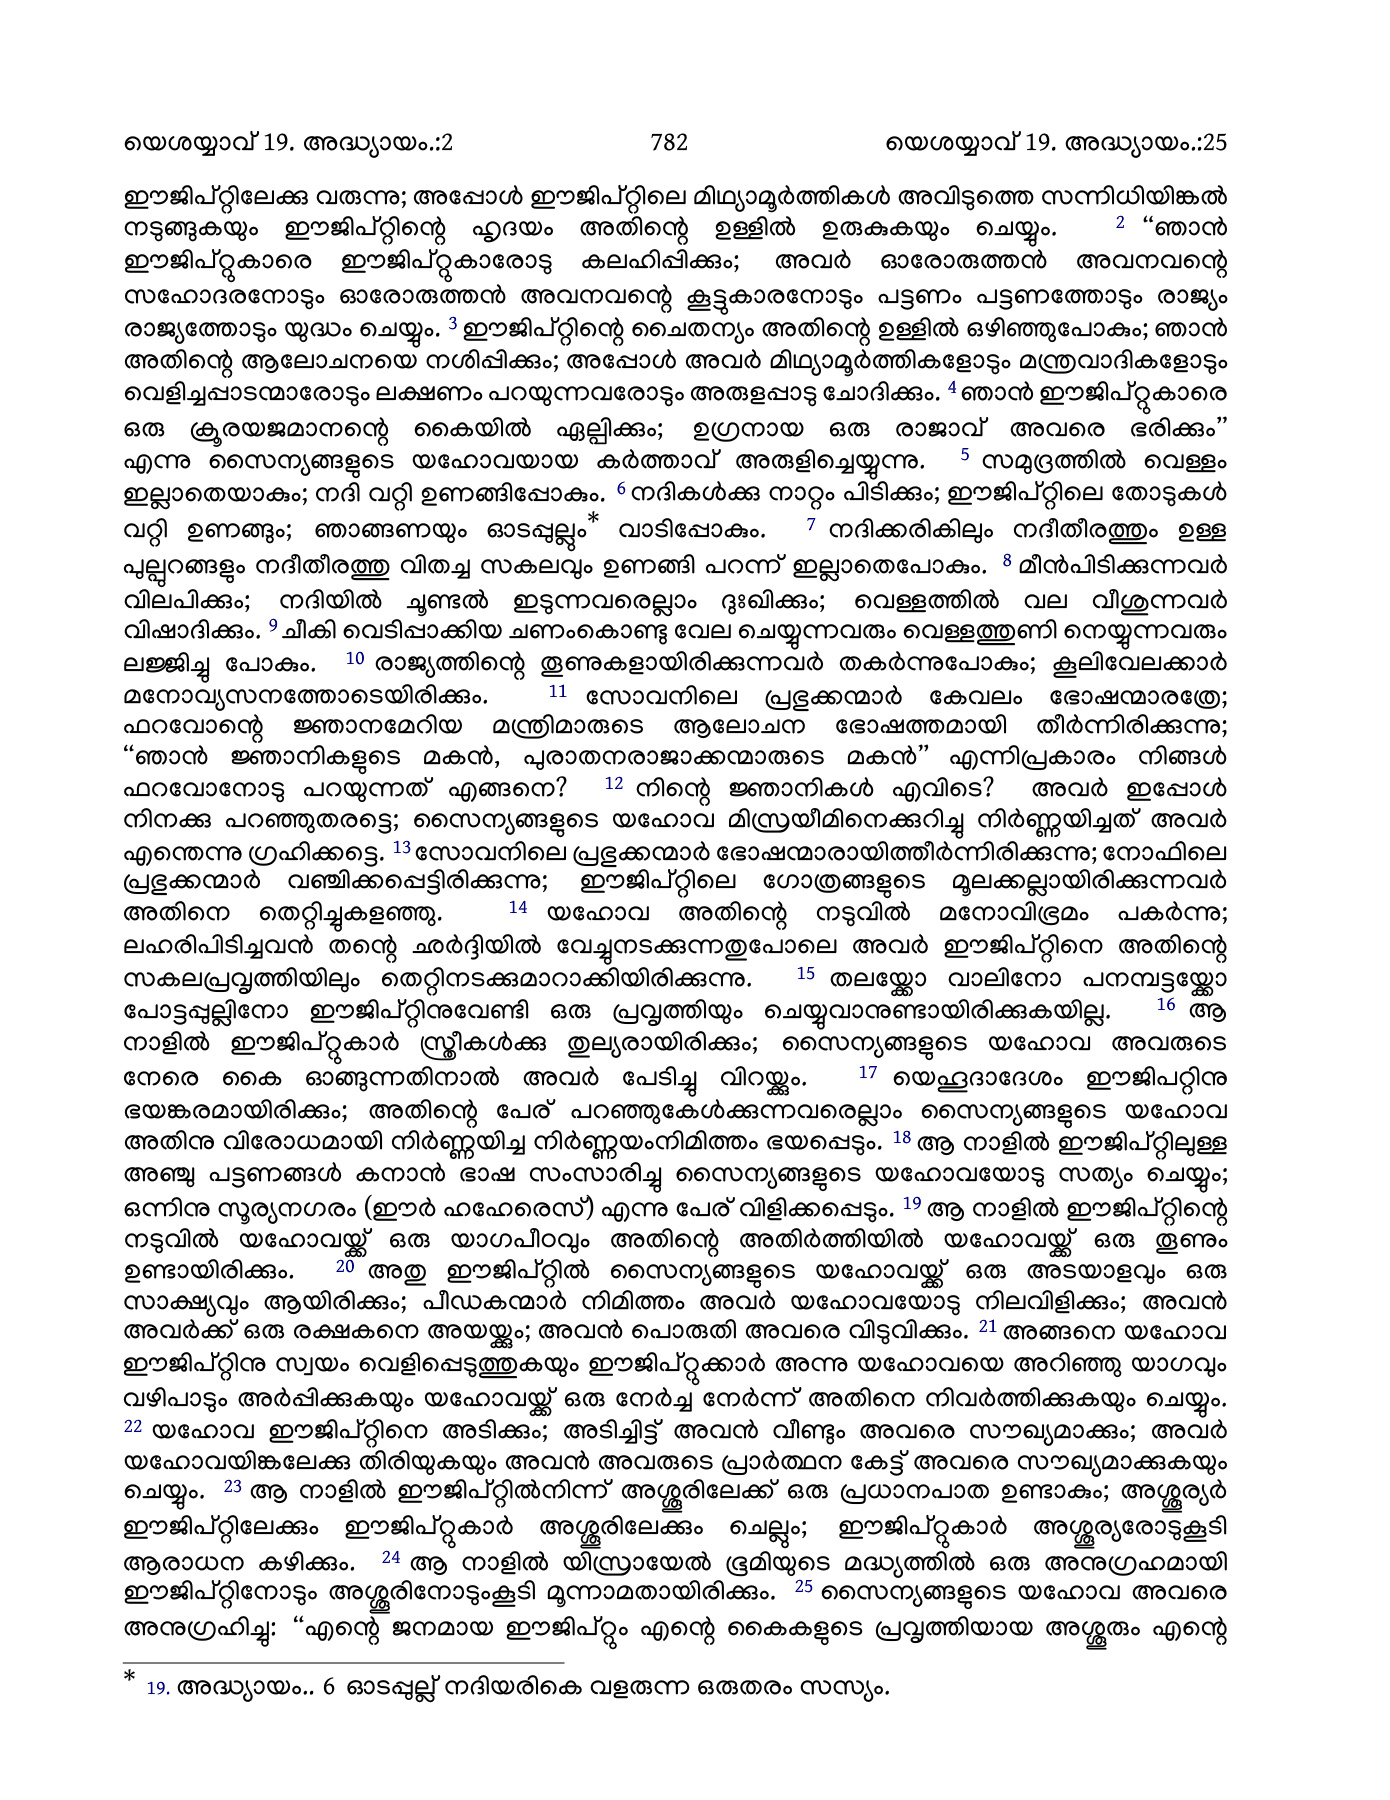 യെശയ്യാവ് 19. അദ്ധ്യായം.:2 782 യെശയ്യാവ് 19. അദ്ധ്യായം.:25
ഈജിപ്റ്റിലേക്കു വരുന്നു; അപ്പോൾ ഈജിപ്റ്റിലെ മിഥ്യാമൂർത്തികൾ അവിടുത്തെ സന്നിധിയിങ്കൽ
നടുങ്ങുകയും ഈജിപ്റ്റിന്റെ ഹൃദയം അതിന്റെ ഉള്ളിൽ ഉരുകുകയും ചെയ്യും. 2 “ഞാൻ
ഈജിപ്റ്റുകാരെ ഈജിപ്റ്റുകാരോടു കലഹിപ്പിക്കും; അവർ ഓരോരുത്തൻ അവനവന്റെ
സഹോദരനോടും ഓരോരുത്തൻ അവനവന്റെ കൂട്ടുകാരനോടും പട്ടണം പട്ടണത്തോടും രാജ്യം
രാജ്യത്തോടും യുദ്ധം ചെയ്യും. 3 ഈജിപ്റ്റിന്റെ ചൈതന്യം അതിന്റെ ഉള്ളിൽ ഒഴിഞ്ഞുപോകും; ഞാൻ
അതിന്റെ ആലോചനയെ നശിപ്പിക്കും; അപ്പോൾ അവർ മിഥ്യാമൂർത്തികളോടും മന്ത്രവാദികളോടും
വെളിച്ചപ്പാടന്മാരോടും ലക്ഷണം പറയുന്നവരോടും അരുളപ്പാടു ചോദിക്കും. 4 ഞാൻ ഈജിപ്റ്റുകാരെ
ഒരു ക്രൂരയജമാനന്റെ കൈയിൽ ഏല്പിക്കും; ഉഗ്രനായ ഒരു രാജാവ് അവരെ ഭരിക്കും”
എന്നു സൈന്യങ്ങളുടെ യഹോവയായ കർത്താവ് അരുളിച്ചെയ്യുന്നു. 5 സമുദ്രത്തിൽ വെള്ളം
ഇല്ലാതെയാകും; നദി വറ്റി ഉണങ്ങിപ്പോകും. 6 നദികൾക്കു നാറ്റം പിടിക്കും; ഈജിപ്റ്റിലെ തോടുകൾ
വറ്റി ഉണങ്ങും; ഞാങ്ങണയും ഓടപ്പുല്ലും* വാടിപ്പോകും. 7 നദിക്കരികിലും നദീതീരത്തും ഉള്ള
പുല്പുറങ്ങളും നദീതീരത്തു വിതച്ച സകലവും ഉണങ്ങി പറന്ന് ഇല്ലാതെപോകും. 8 മീൻപിടിക്കുന്നവർ
വിലപിക്കും; നദിയിൽ ചൂണ്ടൽ ഇടുന്നവരെല്ലാം ദുഃഖിക്കും; വെള്ളത്തിൽ വല വീശുന്നവർ
വിഷാദിക്കും. 9 ചീകി വെടിപ്പാക്കിയ ചണംകൊണ്ടു വേല ചെയ്യുന്നവരും വെള്ളത്തുണി നെയ്യുന്നവരും
ലജ്ജിച്ചു പോകും. 10 രാജ്യത്തിന്റെ തൂണുകളായിരിക്കുന്നവർ തകർന്നുപോകും; കൂലിവേലക്കാർ
മനോവ്യസനത്തോടെയിരിക്കും. 11 സോവനിലെ പ്രഭുക്കന്മാർ കേവലം ഭോഷന്മാരത്രേ;
ഫറവോന്റെ ജ്ഞാനമേറിയ മന്ത്രിമാരുടെ ആലോചന ഭോഷത്തമായി തീർന്നിരിക്കുന്നു;
“ഞാൻ ജ്ഞാനികളുടെ മകൻ, പുരാതനരാജാക്കന്മാരുടെ മകൻ” എന്നിപ്രകാരം നിങ്ങൾ
ഫറവോനോടു പറയുന്നത് എങ്ങനെ? 12 നിന്റെ ജ്ഞാനികൾ എവിടെ? അവർ ഇപ്പോൾ
നിനക്കു പറഞ്ഞുതരട്ടെ; സൈന്യങ്ങളുടെ യഹോവ മിസ്രയീമിനെക്കുറിച്ചു നിർണ്ണയിച്ചത് അവർ
എന്തെന്നു ഗ്രഹിക്കട്ടെ. 13 സോവനിലെ പ്രഭുക്കന്മാർ ഭോഷന്മാരായിത്തീർന്നിരിക്കുന്നു; നോഫിലെ
പ്രഭുക്കന്മാർ വഞ്ചിക്കപ്പെട്ടിരിക്കുന്നു; ഈജിപ്റ്റിലെ ഗോത്രങ്ങളുടെ മൂലക്കല്ലായിരിക്കുന്നവർ
അതിനെ തെറ്റിച്ചുകളഞ്ഞു. 14 യഹോവ അതിന്റെ നടുവിൽ മനോവിഭ്രമം പകർന്നു;
ലഹരിപിടിച്ചവൻ തന്റെ ഛർദ്ദിയിൽ വേച്ചുനടക്കുന്നതുപോലെ അവർ ഈജിപ്റ്റിനെ അതിന്റെ
സകലപ്രവൃത്തിയിലും തെറ്റിനടക്കുമാറാക്കിയിരിക്കുന്നു. 15 തലയ്ക്കോ വാലിനോ പനമ്പട്ടയ്ക്കോ
പോട്ടപ്പുല്ലിനോ ഈജിപ്റ്റിനുവേണ്ടി ഒരു പ്രവൃത്തിയും ചെയ്യുവാനുണ്ടായിരിക്കുകയില്ല. 16 ആ
നാളിൽ ഈജിപ്റ്റുകാർ സ്ത്രീകൾക്കു തുല്യരായിരിക്കും; സൈന്യങ്ങളുടെ യഹോവ അവരുടെ
നേരെ കൈ ഓങ്ങുന്നതിനാൽ അവർ പേടിച്ചു വിറയ്ക്കും. 17 യെഹൂദാദേശം ഈജിപറ്റിനു
ഭയങ്കരമായിരിക്കും; അതിന്റെ പേര് പറഞ്ഞുകേൾക്കുന്നവരെല്ലാം സൈന്യങ്ങളുടെ യഹോവ
അതിനു വിരോധമായി നിർണ്ണയിച്ച നിർണ്ണയംനിമിത്തം ഭയപ്പെടും. 18 ആ നാളിൽ ഈജിപ്റ്റിലുള്ള
അഞ്ചു പട്ടണങ്ങൾ കനാൻ ഭാഷ സംസാരിച്ചു സൈന്യങ്ങളുടെ യഹോവയോടു സത്യം ചെയ്യും;
ഒന്നിനു സൂര്യനഗരം (ഈർ ഹഹേരെസ്) എന്നു പേര് വിളിക്കപ്പെടും. 19 ആ നാളിൽ ഈജിപ്റ്റിന്റെ
നടുവിൽ യഹോവയ്ക്ക് ഒരു യാഗപീഠവും അതിന്റെ അതിർത്തിയിൽ യഹോവയ്ക്ക് ഒരു തൂണും
ഉണ്ടായിരിക്കും. 20 അതു ഈജിപ്റ്റിൽ സൈന്യങ്ങളുടെ യഹോവയ്ക്ക് ഒരു അടയാളവും ഒരു
സാക്ഷ്യവും ആയിരിക്കും; പീഡകന്മാർ നിമിത്തം അവർ യഹോവയോടു നിലവിളിക്കും; അവൻ
അവർക്ക് ഒരു രക്ഷകനെ അയയ്ക്കും; അവൻ പൊരുതി അവരെ വിടുവിക്കും. 21 അങ്ങനെ യഹോവ
ഈജിപ്റ്റിനു സ്വയം വെളിപ്പെടുത്തുകയും ഈജിപ്റ്റുക്കാർ അന്നു യഹോവയെ അറിഞ്ഞു യാഗവും
വഴിപാടും അർപ്പിക്കുകയും യഹോവയ്ക്ക് ഒരു നേർച്ച നേർന്ന് അതിനെ നിവർത്തിക്കുകയും ചെയ്യും.
22 യഹോവ ഈജിപ്റ്റിനെ അടിക്കും; അടിച്ചിട്ട് അവൻ വീണ്ടും അവരെ സൗഖ്യമാക്കും; അവർ
യഹോവയിങ്കലേക്കു തിരിയുകയും അവൻ അവരുടെ പ്രാർത്ഥന കേട്ട് അവരെ സൗഖ്യമാക്കുകയും
ചെയ്യും. 23 ആ നാളിൽ ഈജിപ്റ്റിൽനിന്ന് അശ്ശൂരിലേക്ക് ഒരു പ്രധാനപാത ഉണ്ടാകും; അശ്ശൂര്യർ
ഈജിപ്റ്റിലേക്കും ഈജിപ്റ്റുകാർ അശ്ശൂരിലേക്കും ചെല്ലും; ഈജിപ്റ്റുകാർ അശ്ശൂര്യരോടുകൂടി
ആരാധന കഴിക്കും. 24 ആ നാളിൽ യിസ്രായേൽ ഭൂമിയുടെ മദ്ധ്യത്തിൽ ഒരു അനുഗ്രഹമായി
ഈജിപ്റ്റിനോടും അശ്ശൂരിനോടുംകൂടി മൂന്നാമതായിരിക്കും. 25 സൈന്യങ്ങളുടെ യഹോവ അവരെ
അനുഗ്രഹിച്ചു: “എന്റെ ജനമായ ഈജിപ്റ്റും എന്റെ കൈകളുടെ പ്രവൃത്തിയായ അശ്ശൂരും എന്റെ
* 19. അദ്ധ്യായം.. 6 ഓടപ്പുല്ല് നദിയരികെ വളരുന്ന ഒരുതരം സസ്യം.